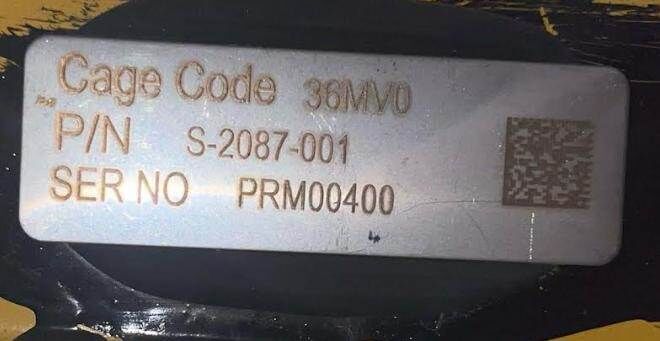 Cage Code 36MV0
P/N S-2087-001
SER NO PRM00400